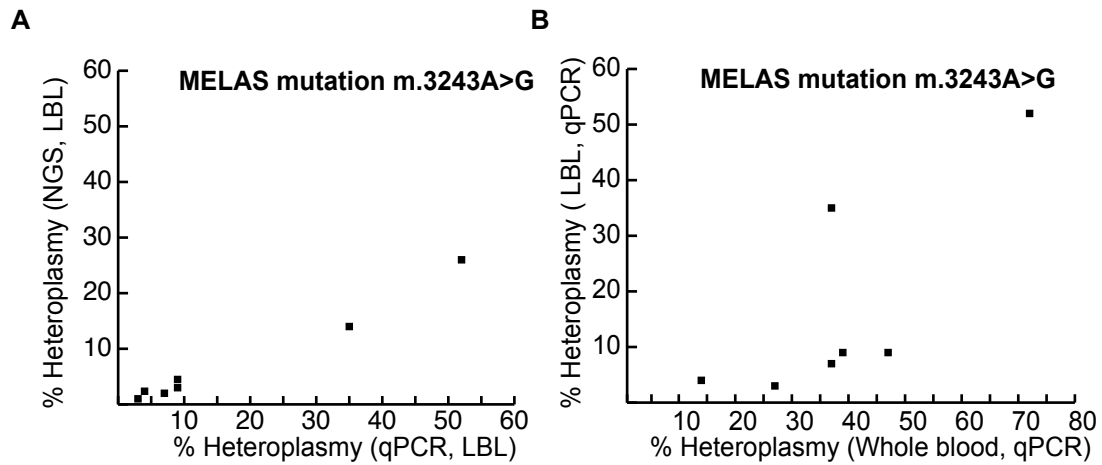 A
MELAS mutation m.3243A>G
% Heteroplasmy (NGS, LBL)
60
50
40
30
20
10
10 20 30 40 50 60
% Heteroplasmy (qPCR, LBL)
B
MELAS mutation m.3243A>G
% Heteroplasmy ( LBL, qPCR)
60
50
40
30
20
10
10 20 30 40 50 60 70 80
% Heteroplasmy (Whole blood, qPCR)